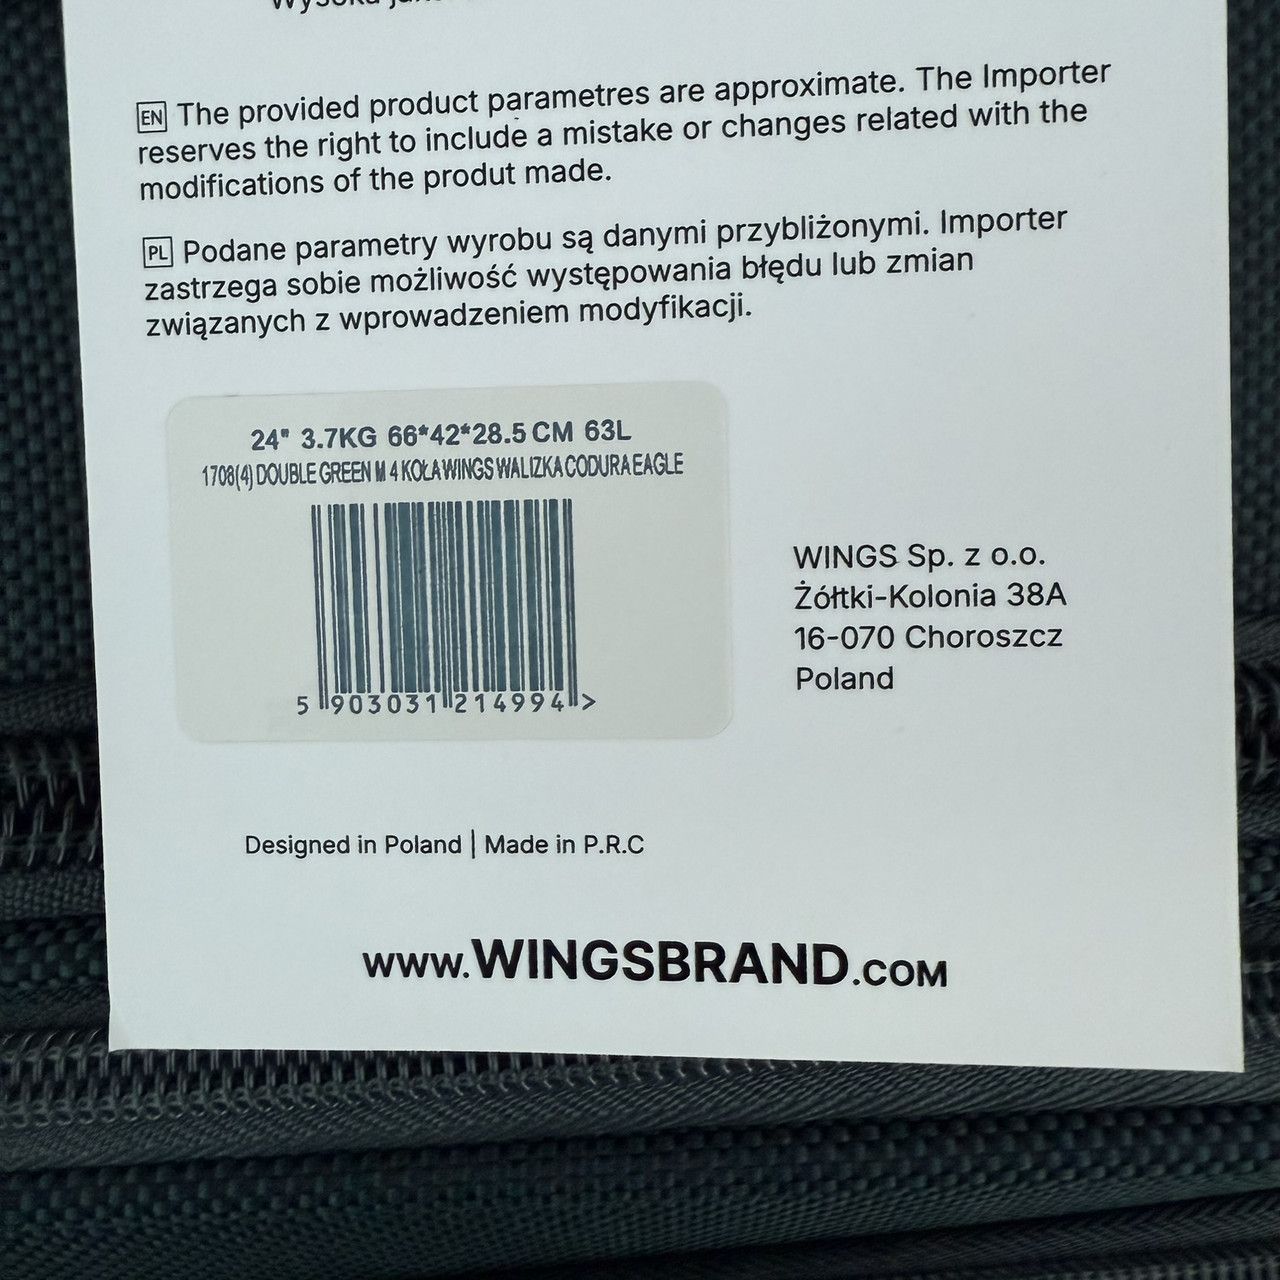 Wysoka
EN The provided product parametres are approximate. The Importer
reserves the right to include a mistake or changes related with the
modifications of the produt made.
PL Podane parametry wyrobu są danymi przybliżonymi. Importer
zastrzega sobie możliwość występowania błędu lub zmian
związanych z wprowadzeniem modyfikacji.
24" 3.7KG 66*42*28.5 CM 63L
1708(4) DOUBLE GREEN M 4 KOŁA WINGS WALIZKA CODURA EAGLE
5 903031 214994 >
WINGS Sp. z o.o.
Żółtki-Kolonia 38A
16-070 Choroszcz
Poland
Designed in Poland | Made in P.R.C
www.WINGSBRAND.COM